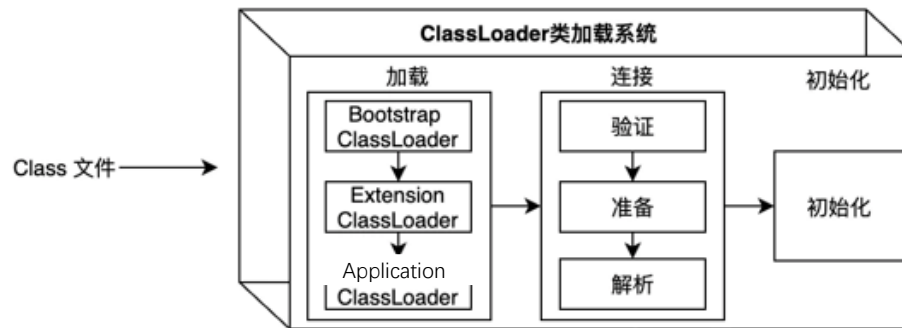 ClassLoader类加载系统
加载
连接
初始化
Bootstrap
ClassLoader
验证
Class 文件
Extension
ClassLoader
准备
初始化
Application
ClassLoader
解析